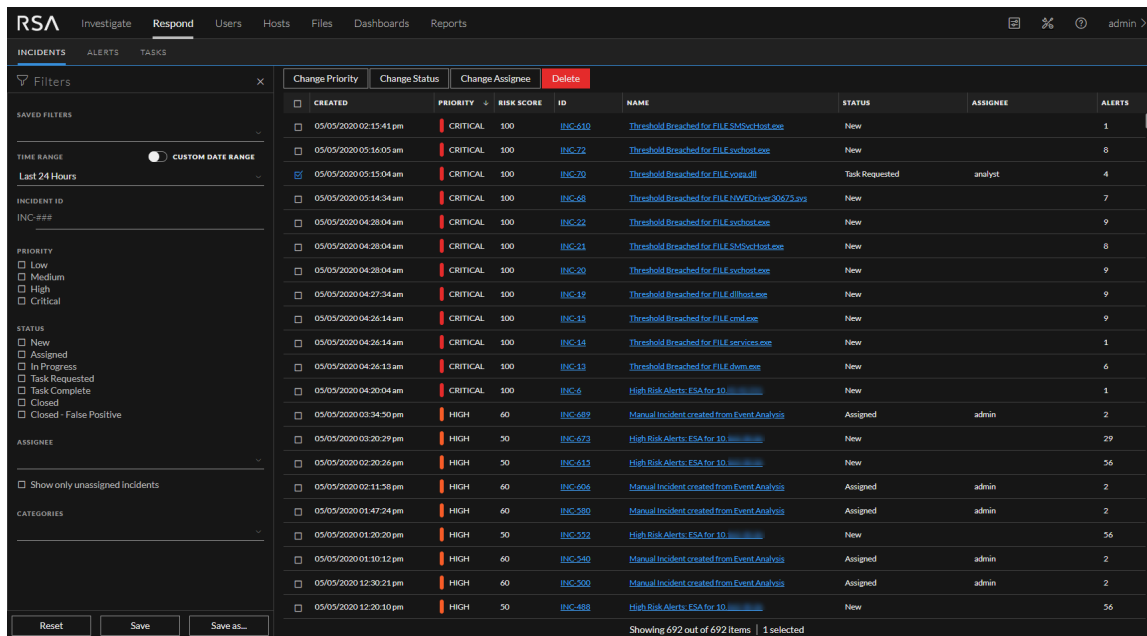 RSA Investigate Respond Users Hosts Files Dashboards Reports admin
INCIDENTS ALERTS TASKS
Filters
SAVED FILTERS
TIME RANGE CUSTOM DATE RANGE
Last 24 Hours
INCIDENT ID
INC-###
PRIORITY
Low
Medium
High
Critical
STATUS
New
Assigned
In Progress
Task Requested
Task Complete
Closed
Closed - False Positive
ASSIGNEE
Show only unassigned incidents
CATEGORIES
Reset Save Save as...
Change Priority Change Status Change Assignee Delete
CREATED PRIORITY RISK SCORE ID NAME STATUS ASSIGNEE ALERTS
05/05/2020 02:15:41 pm CRITICAL 100 INC-610 Threshold Breached for FILE SMSvcHost.exe New 1
05/05/2020 05:16:05 am CRITICAL 100 INC-72 Threshold Breached for FILE svchost.exe New 8
05/05/2020 05:15:04 am CRITICAL 100 INC-70 Threshold Breached for FILE yoga.dll Task Requested analyst 4
05/05/2020 05:14:34 am CRITICAL 100 INC-68 Threshold Breached for FILE NWEDriver30675.sys New 7
05/05/2020 04:28:04 am CRITICAL 100 INC-22 Threshold Breached for FILE svchost.exe New 9
05/05/2020 04:28:04 am CRITICAL 100 INC-21 Threshold Breached for FILE SMSvcHost.exe New 8
05/05/2020 04:28:04 am CRITICAL 100 INC-20 Threshold Breached for FILE svchost.exe New 9
05/05/2020 04:27:34 am CRITICAL 100 INC-19 Threshold Breached for FILE dllhost.exe New 9
05/05/2020 04:26:14 am CRITICAL 100 INC-15 Threshold Breached for FILE cmd.exe New 9
05/05/2020 04:26:14 am CRITICAL 100 INC-14 Threshold Breached for FILE services.exe New 1
05/05/2020 04:26:13 am CRITICAL 100 INC-13 Threshold Breached for FILE dwm.exe New 6
05/05/2020 04:20:04 am CRITICAL 100 INC-6 High Risk Alerts: ESA for 10. New 1
05/05/2020 03:34:50 pm HIGH 60 INC-689 Manual Incident created from Event Analysis Assigned admin 2
05/05/2020 03:20:29 pm HIGH 50 INC-673 High Risk Alerts: ESA for 10. New 29
05/05/2020 02:20:26 pm HIGH 50 INC-615 High Risk Alerts: ESA for 10. New 56
05/05/2020 02:11:58 pm HIGH 60 INC-606 Manual Incident created from Event Analysis Assigned admin 2
05/05/2020 01:47:24 pm HIGH 60 INC-580 Manual Incident created from Event Analysis Assigned admin 2
05/05/2020 01:20:20 pm HIGH 50 INC-552 High Risk Alerts: ESA for 10. New 56
05/05/2020 01:10:12 pm HIGH 60 INC-540 Manual Incident created from Event Analysis Assigned admin 2
05/05/2020 12:30:21 pm HIGH 60 INC-500 Manual Incident created from Event Analysis Assigned admin 2
05/05/2020 12:20:10 pm HIGH 50 INC-488 High Risk Alerts: ESA for 10. New 56
Showing 692 out of 692 items | 1 selected